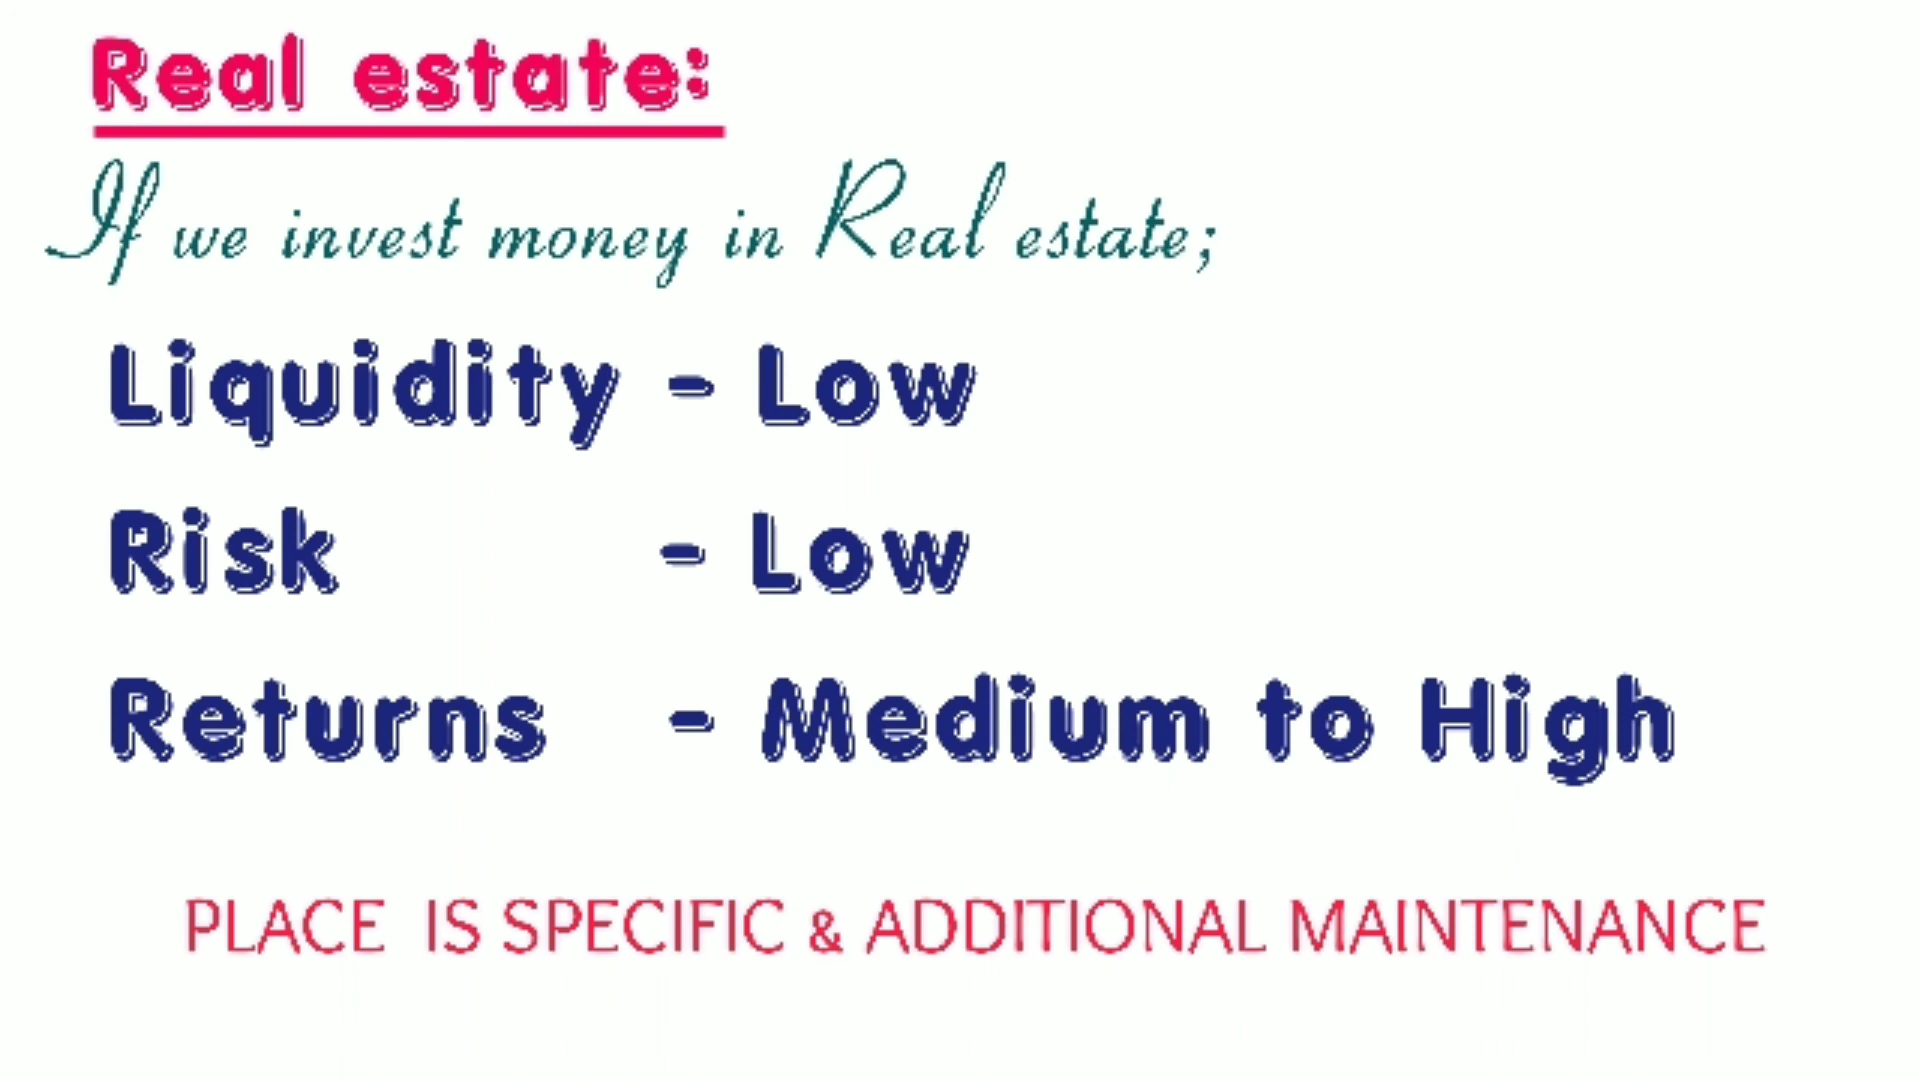 Real estate:
If we invest money in Real estate;
Liquidity - Low
Risk - Low
Returns - Medium to High
PLACE IS SPECIFIC & ADDITIONAL MAINTENANCE